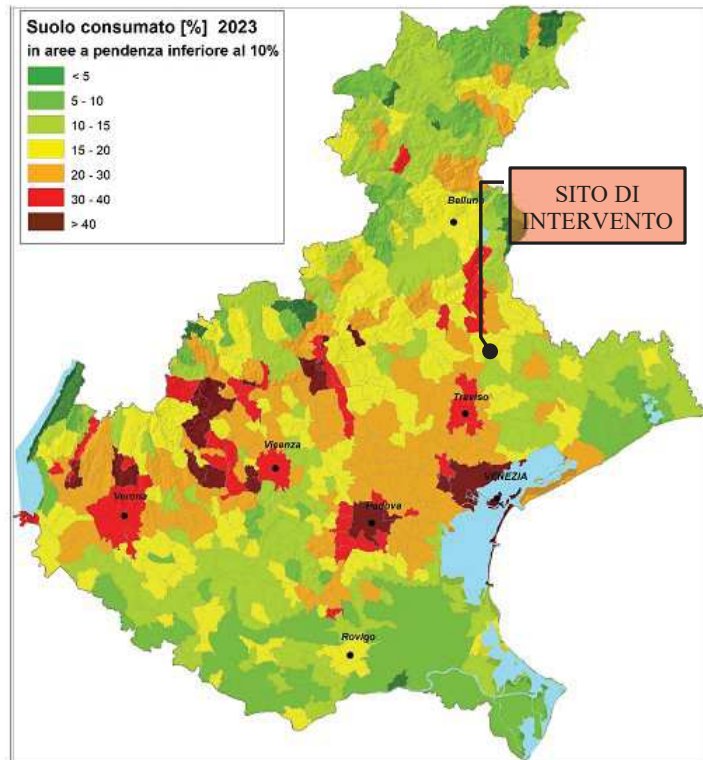 Suolo consumato [%] 2023
in aree a pendenza inferiore al 10%
< 5
5 - 10
10 - 15
15 - 20
20 - 30
30 - 40
> 40
SITO DI
INTERVENTO
Belluno
Treviso
Vicenza
VENEZIA
Verona
Padova
Rovigo